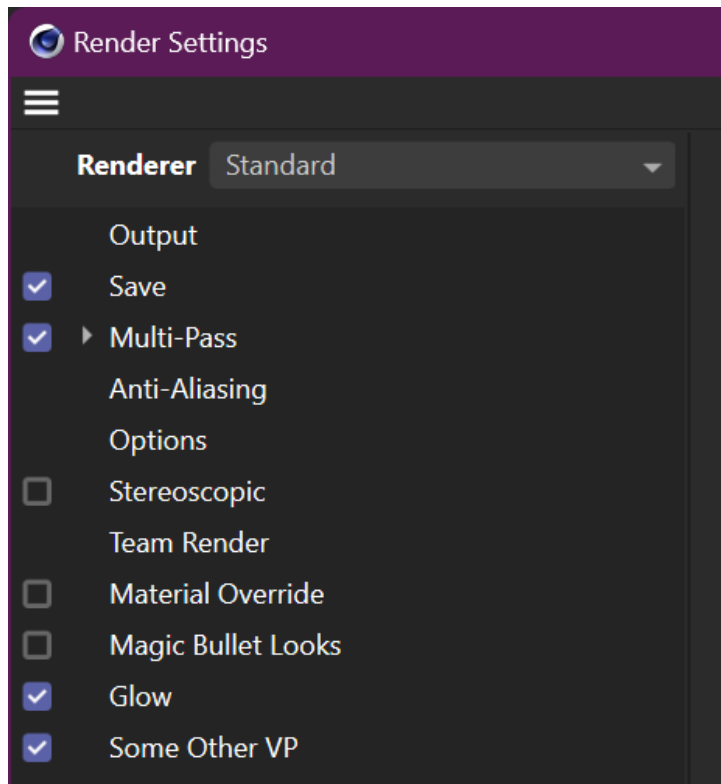 Render Settings
Renderer Standard
Output
Save
Multi-Pass
Anti-Aliasing
Options
Stereoscopic
Team Render
Material Override
Magic Bullet Looks
Glow
Some Other VP